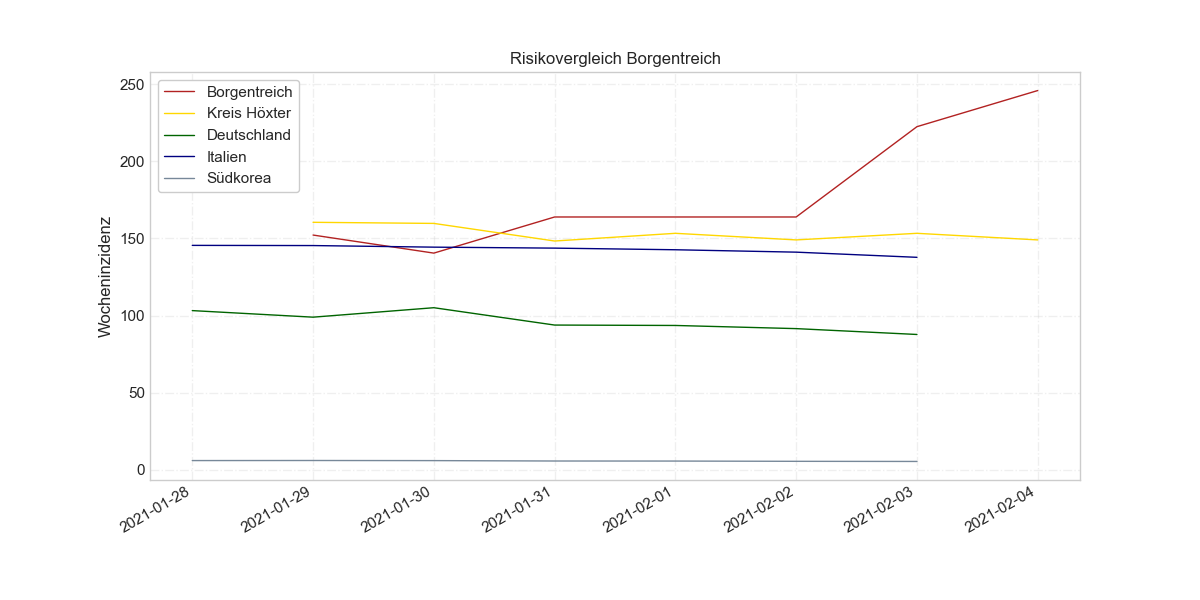 Risikovergleich Borgentreich
Borgentreich
Kreis Höxter
Deutschland
Italien
Südkorea
Wocheninzidenz
250
200
150
100
50
0
2021-01-28
2021-01-29
2021-01-30
2021-01-31
2021-02-01
2021-02-02
2021-02-03
2021-02-04